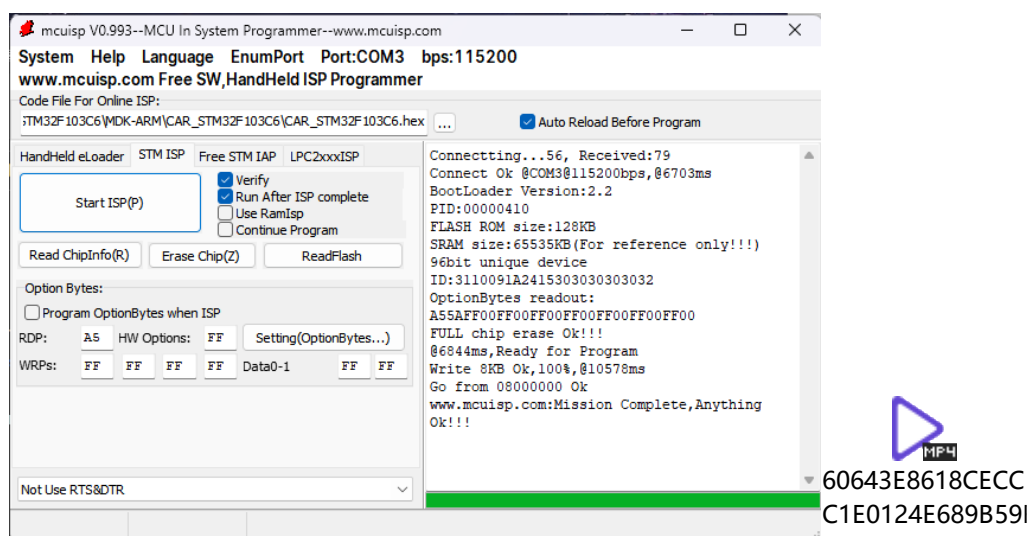 mcuisp V0.993--MCU In System Programmer--www.mcuisp.com
System Help Language EnumPort Port:COM3 bps:115200
www.mcuisp.com Free SW,HandHeld ISP Programmer
Code File For Online ISP:
STM32F103C6\MDK-ARM\CAR_STM32F103C6\CAR_STM32F103C6.hex ... Auto Reload Before Program
HandHeld eLoader STM ISP Free STM IAP LPC2xxxISP
Start ISP(P)
Verify
Run After ISP complete
Use RamIsp
Continue Program
Read ChipInfo(R) Erase Chip(Z) ReadFlash
Option Bytes:
Program OptionBytes when ISP
RDP: A5 HW Options: FF Setting(OptionBytes...)
WRPs: FF FF FF FF Data0-1 FF FF
Not Use RTS&DTR
Connectting...56, Received:79
Connect Ok @COM3@115200bps,@6703ms
BootLoader Version:2.2
PID:00000410
FLASH ROM size:128KB
SRAM size:65535KB(For reference only!!!)
96bit unique device
ID:3110091A2415303030303032
OptionBytes readout:
A55AFF00FF00FF00FF00FF00FF00FF00
FULL chip erase Ok!!!
@6844ms,Ready for Program
Write 8KB Ok,100%,@10578ms
Go from 08000000 Ok
www.mcuisp.com:Mission Complete,Anything
Ok!!!
MP4
60643E8618CECC
C1E0124E689B59